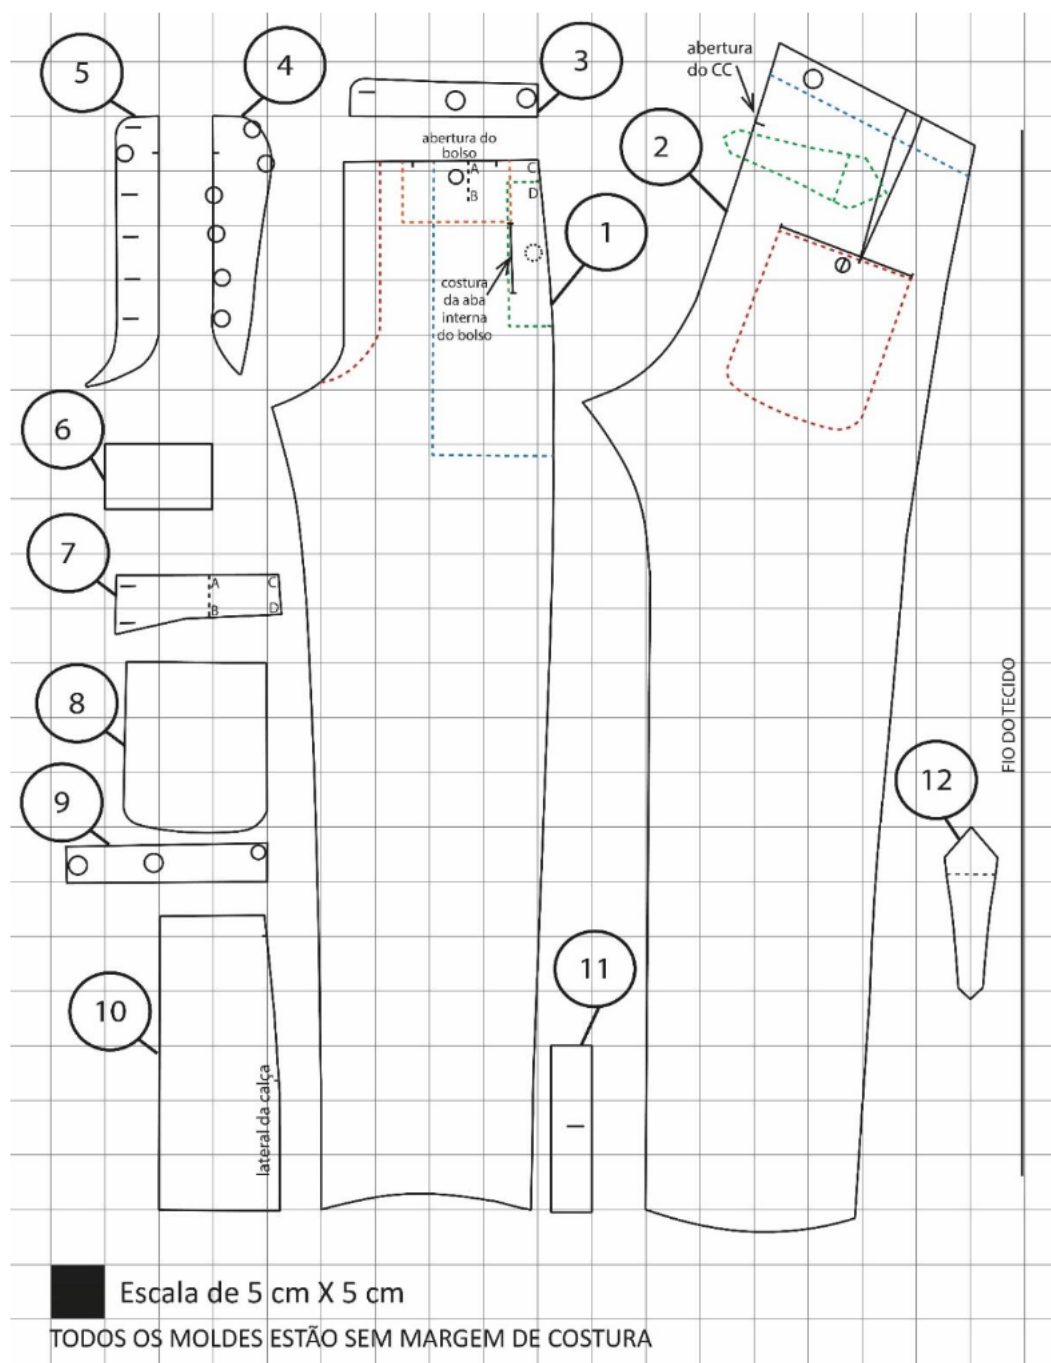 5
4
3
abertura
do CC
2
abertura do
bolso
A
B
C
D
1
costura
da aba
interna
do bolso
6
7
A
B
C
D
8
FIO DO TECIDO
9
12
11
10
lateral da calça
Escala de 5 cm X 5 cm
TODOS OS MOLDES ESTÃO SEM MARGEM DE COSTURA